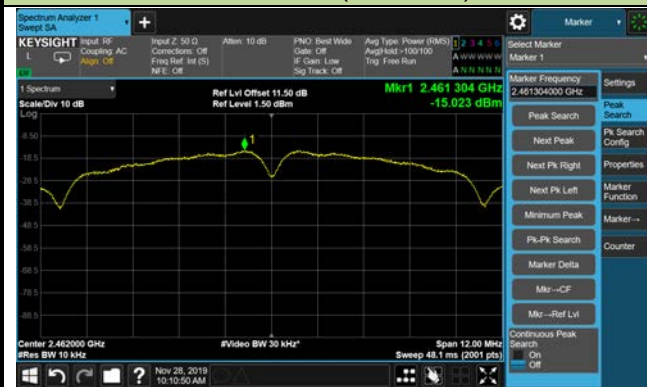 Spectrum Analyzer 1
Swept SA
+
Marker
KEYSIGHT
L
Input: RF
Coupling: AC
Align: Off
Input Z: 50 Ω
Corrections: Off
Freq Ref: Int (S)
NFE: Off
Atten: 10 dB
PNO: Best Wide
Gate: Off
IF Gain: Low
Sig Track: Off
Avg Type: Power (RMS)
Avg|Hold:>100/100
Trig: Free Run
1 2 3 4 5 6
A W W W W W
A N N N N N
Select Marker
Marker 1
1 Spectrum
Scale/Div 10 dB
Log
Ref Lvl Offset 11.50 dB
Ref Level 1.50 dBm
Mkr1 2.461 304 GHz
-15.023 dBm
1
-8.50
-18.5
-28.5
-38.5
-48.5
-58.5
-68.5
-78.5
-88.5
Center 2.462000 GHz
#Res BW 10 kHz
#Video BW 30 kHz*
Span 12.00 MHz
Sweep 48.1 ms (2001 pts)
Marker Frequency
2.461304000 GHz
Peak Search
Next Peak
Next Pk Right
Next Pk Left
Minimum Peak
Pk-Pk Search
Marker Delta
Mkr→CF
Mkr→Ref Lvl
Continuous Peak
Search
On
Off
Settings
Peak
Search
Pk Search
Config
Properties
Marker
Function
Marker→
Counter
?
Nov 28, 2019
10:10:50 AM